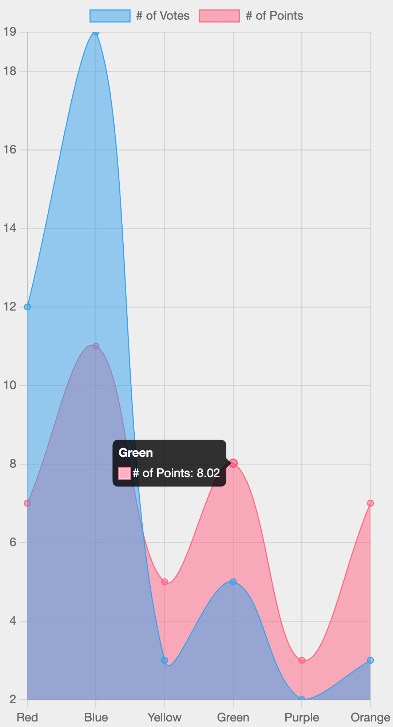 # of Votes # of Points
19
18
16
14
12
10
8
Green
# of Points: 8.02
6
4
2
Red Blue Yellow Green Purple Orange